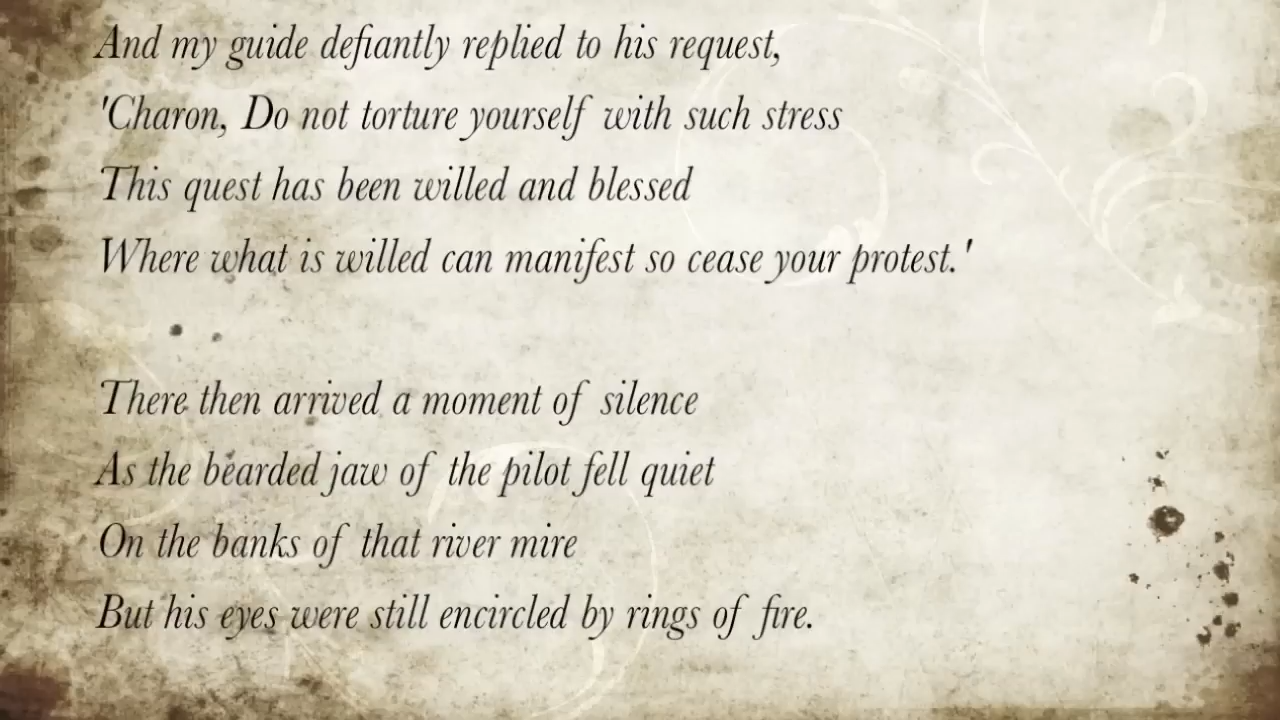 And my guide defiantly replied to his request,
'Charon, Do not torture yourself with such stress
This quest has been willed and blessed
Where what is willed can manifest so cease your protest.'
There then arrived a moment of silence
As the bearded jaw of the pilot fell quiet
On the banks of that river mire
But his eyes were still encircled by rings of fire.